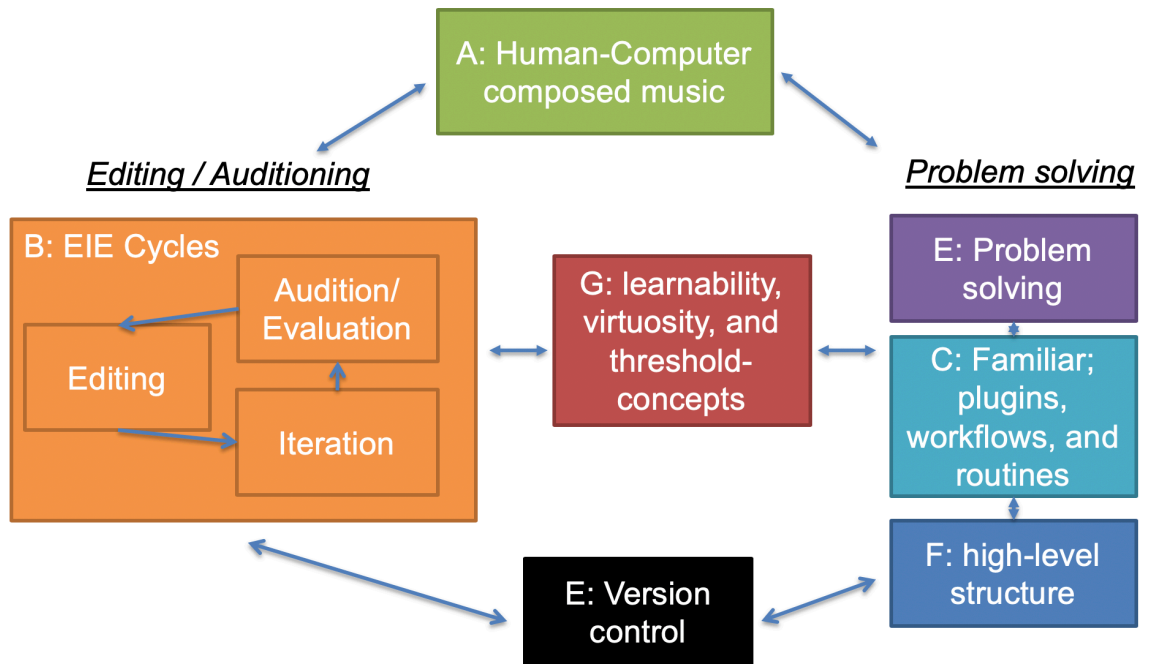 A: Human-Computer
composed music
Editing / Auditioning
Problem solving
B: EIE Cycles
Audition/
Evaluation
Editing
Iteration
G: learnability,
virtuosity, and
threshold-
concepts
E: Problem
solving
C: Familiar;
plugins,
workflows, and
routines
F: high-level
structure
E: Version
control